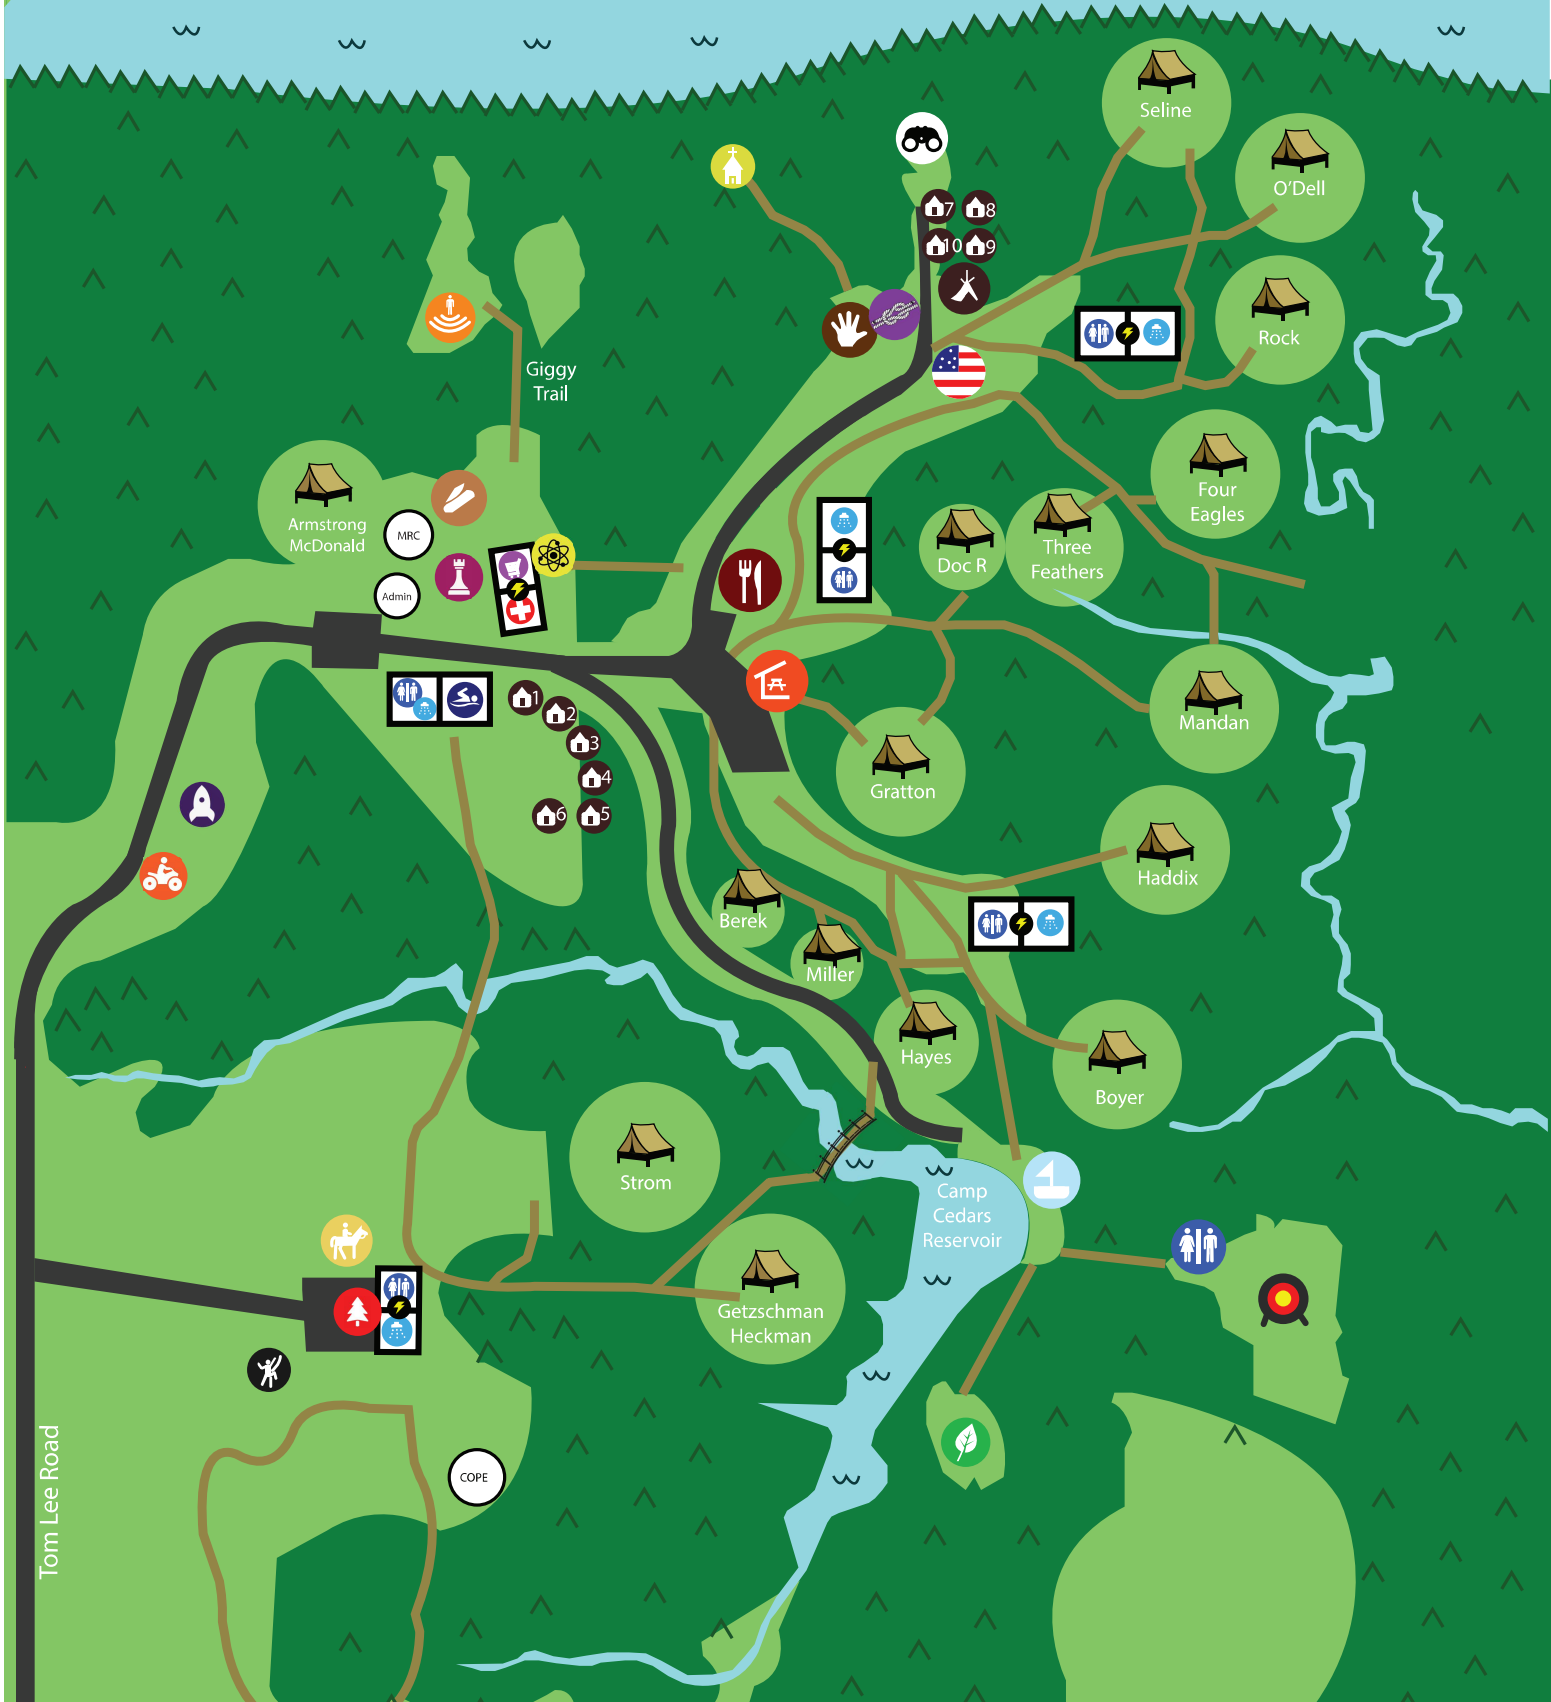 Seline
O'Dell
7
8
10
9
Rock
Giggy
Trail
Four
Eagles
Armstrong
McDonald
MRC
Three
Feathers
Doc R
Admin
1
2
3
4
6
5
Mandan
Gratton
Haddix
Berek
Miller
Hayes
Boyer
Strom
Camp
Cedars
Reservoir
Getzschman
Heckman
COPE
Tom Lee Road